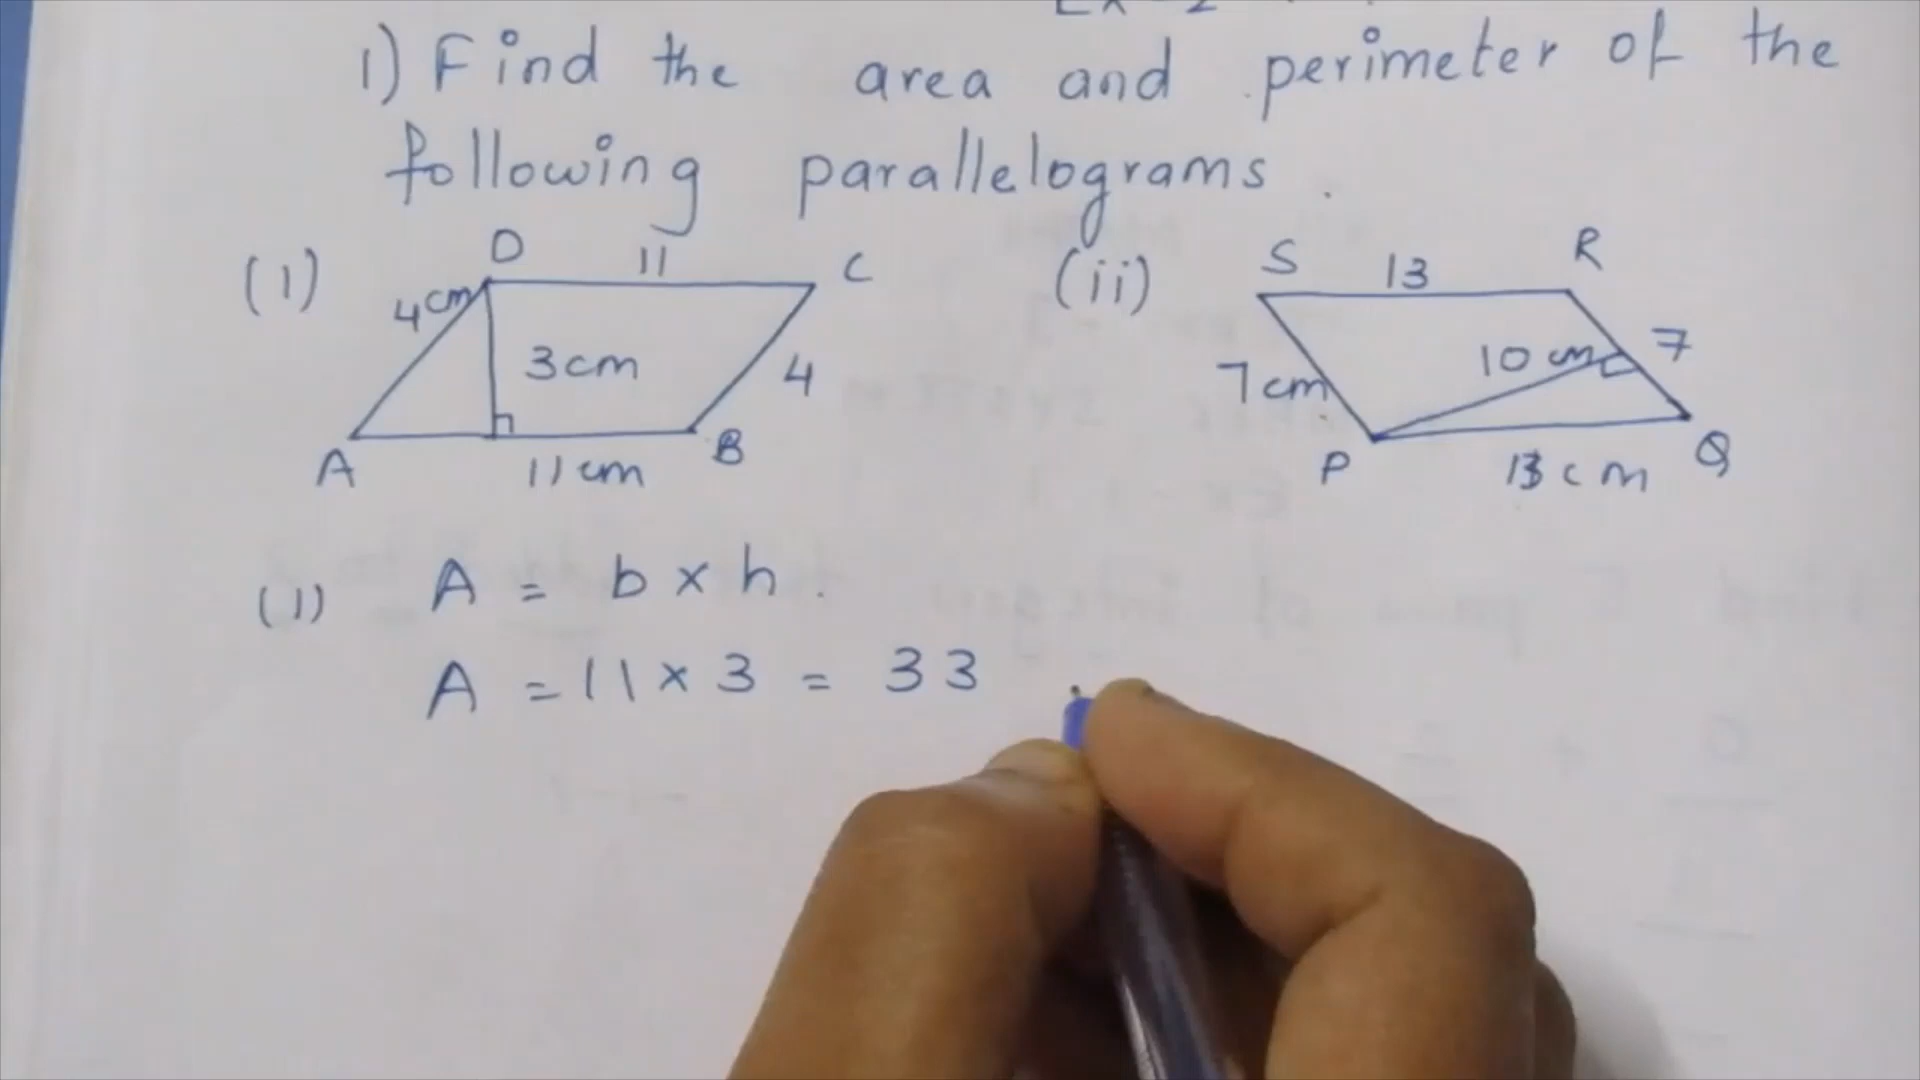 1) Find the area and perimeter of the
following parallelograms.
(1) D 11 C
4cm 3cm 4
A 11cm B
(ii) S 13 R
7cm 10cm 7
P 13cm Q
(1) A = b × h.
A = 11 × 3 = 33